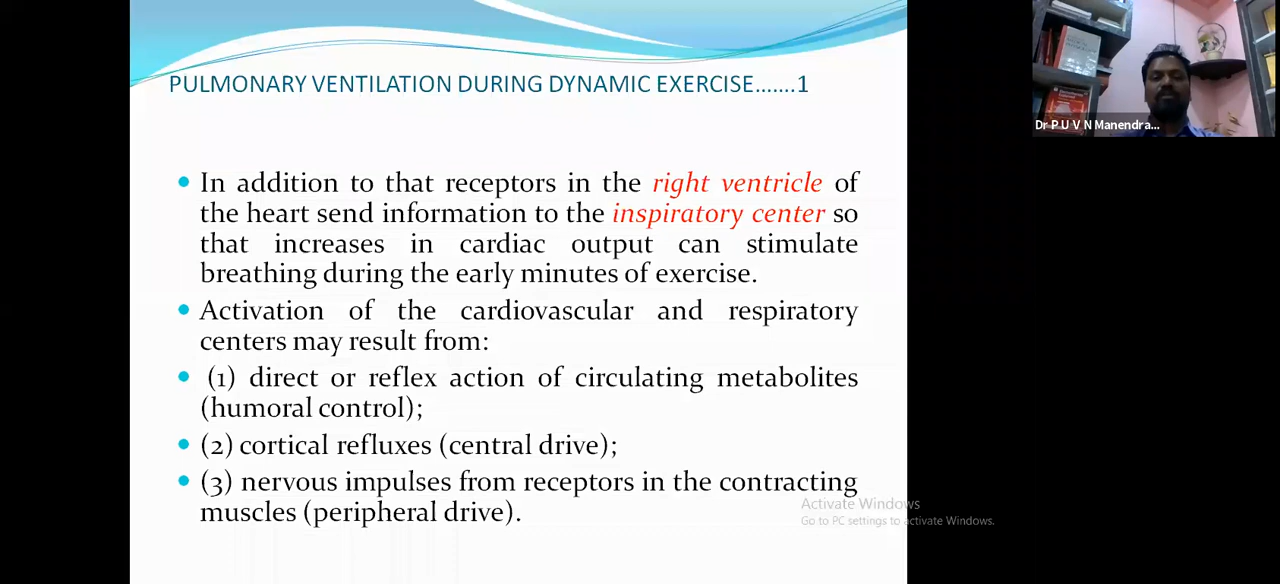 PULMONARY VENTILATION DURING DYNAMIC EXERCISE.......1
Dr P U V N Manendra...
In addition to that receptors in the right ventricle of
the heart send information to the inspiratory center so
that increases in cardiac output can stimulate
breathing during the early minutes of exercise.
Activation of the cardiovascular and respiratory
centers may result from:
(1) direct or reflex action of circulating metabolites
(humoral control);
(2) cortical refluxes (central drive);
(3) nervous impulses from receptors in the contracting
muscles (peripheral drive).
Activate Windows
Go to PC settings to activate Windows.